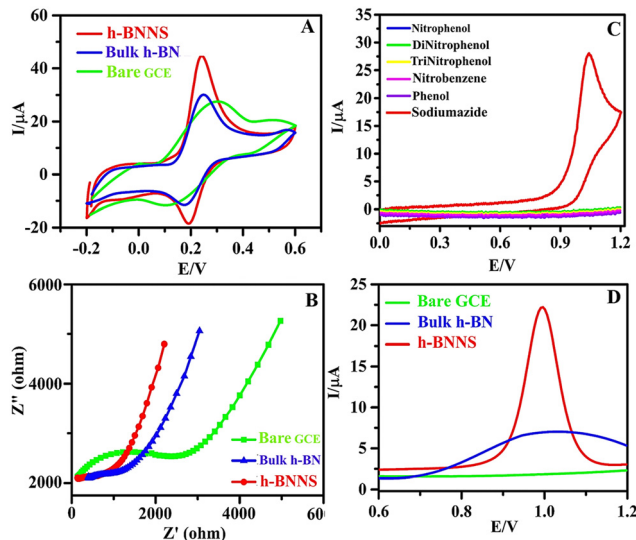 A
h-BNNS
Bulk h-BN
Bare GCE
I/μA
60
40
20
0
-20
-0.2
0.0
0.2
0.4
0.6
E/V
C
Nitrophenol
DiNitrophenol
TriNitrophenol
Nitrobenzene
Phenol
Sodiumazide
I/μA
35
30
25
20
15
10
5
0
-5
0.0
0.3
0.6
0.9
1.2
E/V
B
Z'' (ohm)
6000
4000
2000
Bare GCE
Bulk h-BN
h-BNNS
0
2000
4000
60
Z' (ohm)
D
Bare GCE
Bulk h-BN
h-BNNS
I/μA
25
20
15
10
5
0
0.6
0.8
1.0
1.2
E/V